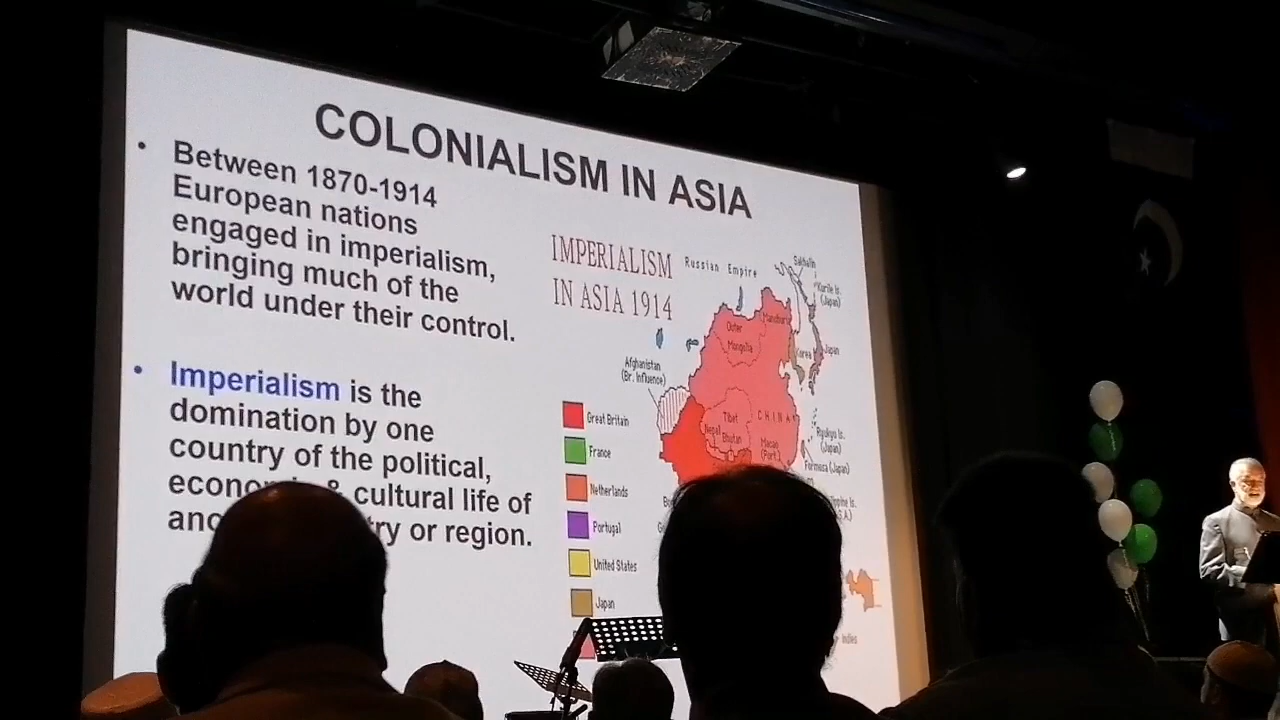 COLONIALISM IN ASIA
• Between 1870-1914
European nations
engaged in imperialism,
bringing much of the
world under their control.
• Imperialism is the
domination by one
country of the political,
& cultural life of
or region.
IMPERIALISM
IN ASIA 1914
Russian Empire
Sakhalin
Kurile Is.
(Japan)
Outer
Mongolia
Manchuria
Korea
Japan
Afghanistan
(Br. Influence)
Tibet
Nepal
Bhutan
CHINA
Macao
(Port.)
Ryukyu Is.
(Japan)
Formosa (Japan)
Great Britain
France
Netherlands
Portugal
United States
Japan